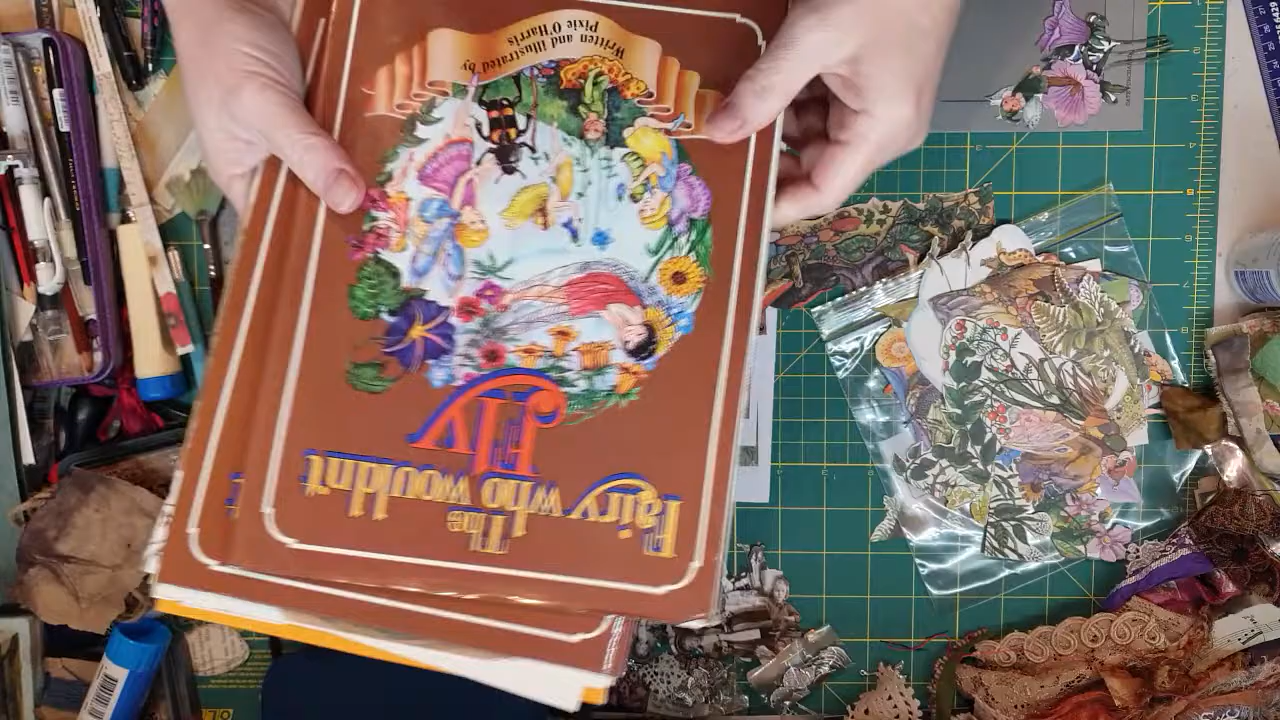 The
Fairy who wouldn't
Fly
Written and illustrated by
Pixie O'Harris